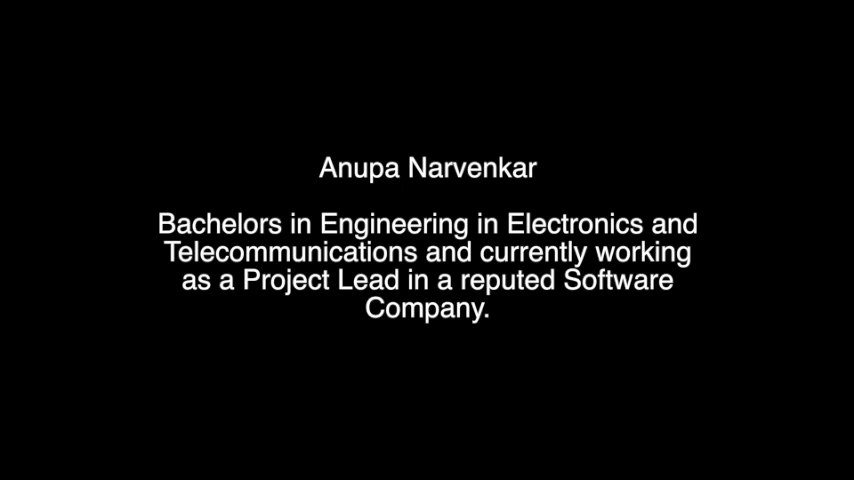 Anupa Narvenkar
Bachelors in Engineering in Electronics and
Telecommunications and currently working
as a Project Lead in a reputed Software
Company.